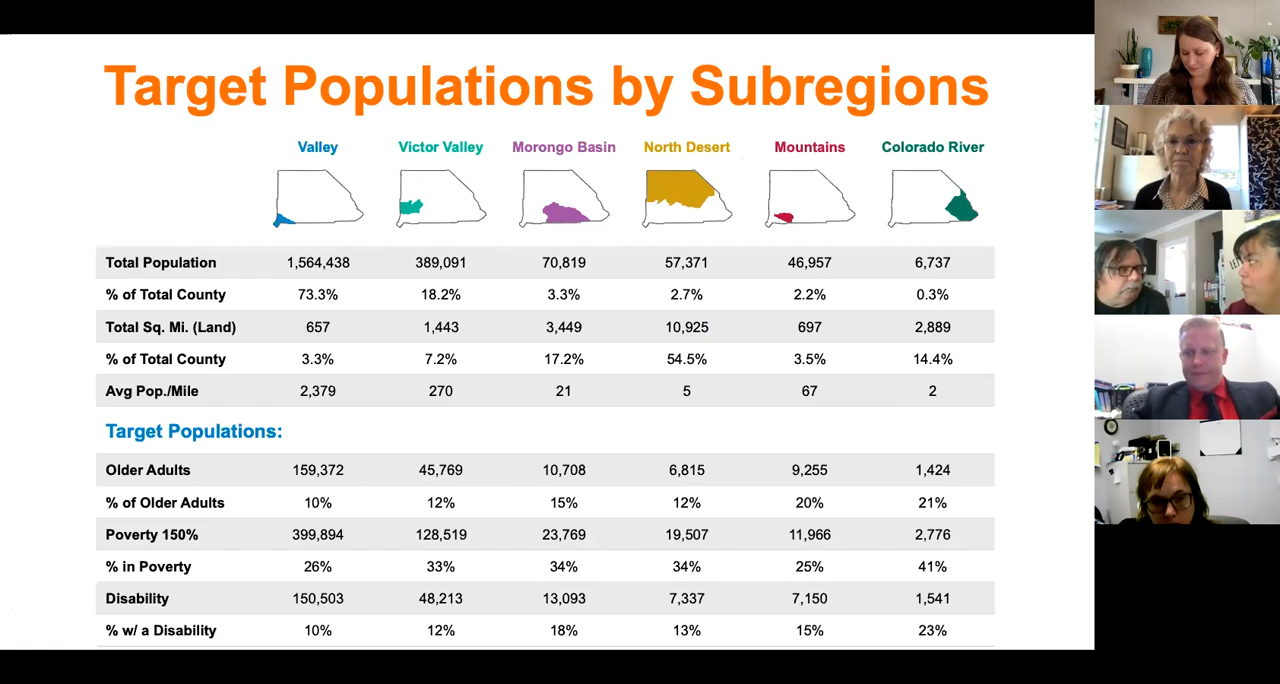 Target Populations by Subregions
Valley Victor Valley Morongo Basin North Desert Mountains Colorado River
Total Population 1,564,438 389,091 70,819 57,371 46,957 6,737
% of Total County 73.3% 18.2% 3.3% 2.7% 2.2% 0.3%
Total Sq. Mi. (Land) 657 1,443 3,449 10,925 697 2,889
% of Total County 3.3% 7.2% 17.2% 54.5% 3.5% 14.4%
Avg Pop./Mile 2,379 270 21 5 67 2
Target Populations:
Older Adults 159,372 45,769 10,708 6,815 9,255 1,424
% of Older Adults 10% 12% 15% 12% 20% 21%
Poverty 150% 399,894 128,519 23,769 19,507 11,966 2,776
% in Poverty 26% 33% 34% 34% 25% 41%
Disability 150,503 48,213 13,093 7,337 7,150 1,541
% w/ a Disability 10% 12% 18% 13% 15% 23%